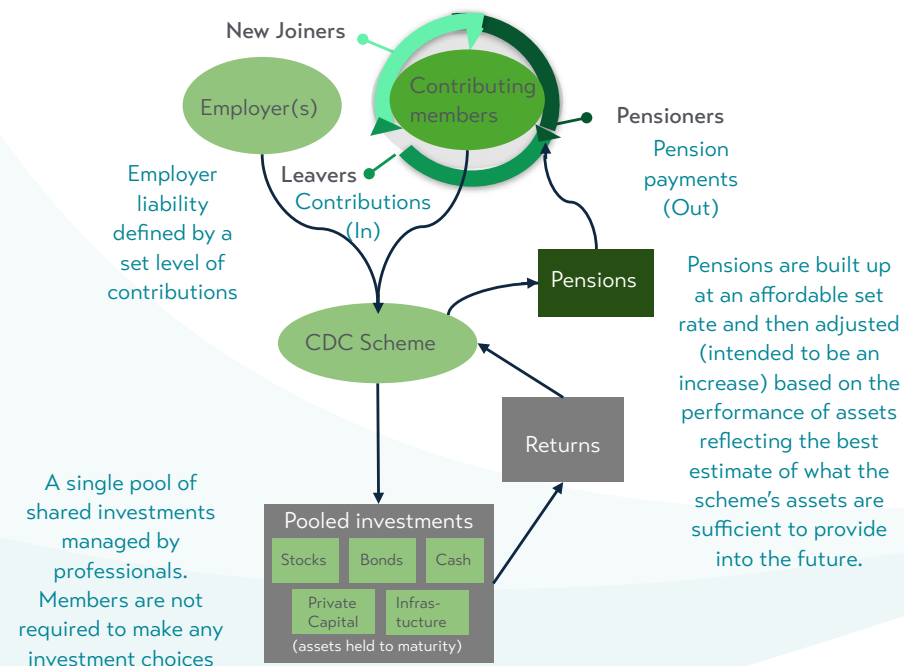 New Joiners
Contributing
members
Employer(s)
Pensioners
Pension
payments
(Out)
Leavers
Contributions
(In)
Employer
liability
defined by a
set level of
contributions
Pensions
Pensions are built up
at an affordable set
rate and then adjusted
(intended to be an
increase) based on the
performance of assets
reflecting the best
estimate of what the
scheme's assets are
sufficient to provide
into the future.
CDC Scheme
Returns
A single pool of
shared investments
managed by
professionals.
Members are not
required to make any
investment choices
Pooled investments
Stocks
Bonds
Cash
Private
Capital
Infras-
tucture
(assets held to maturity)